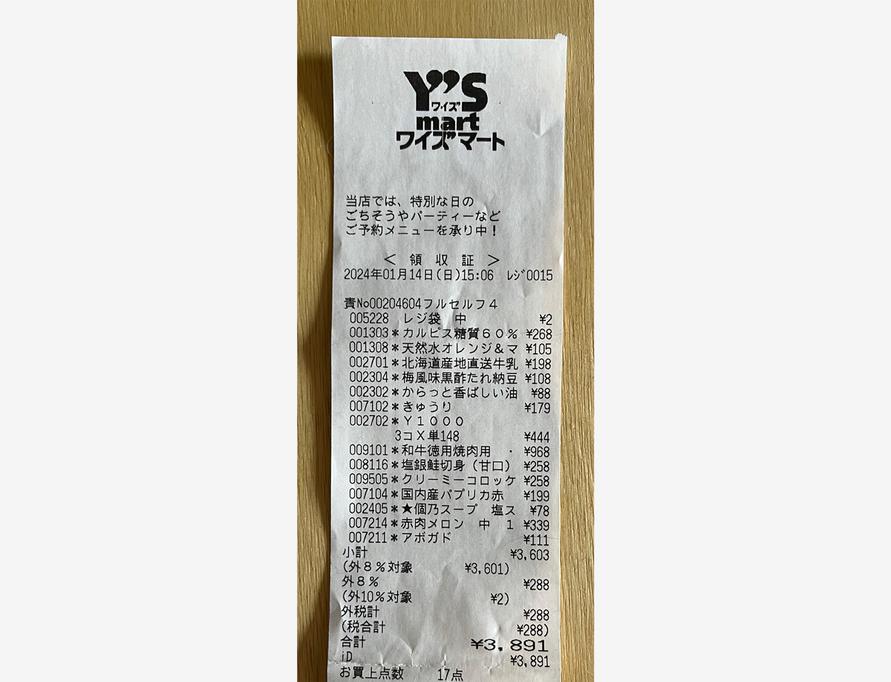 Y'S
ワイズ
mart
ワイズマート
当店では、特別な日の
ごちそうやパーティーなど
ご予約メニューを承り中!
< 領 収 証 >
2024年01月14日(日)15:06 レジ0015
責No00204604フルセルフ4
005228 レジ袋 中 ¥2
001303*カルピス糖質60% ¥268
001308*天然水オレンジ&マ ¥105
002701*北海道産地直送牛乳 ¥198
002304*梅風味黒酢たれ納豆 ¥108
002302*からっと香ばしい油 ¥88
007102*きゅうり ¥179
002702*Y1000
3コX単148 ¥444
009101*和牛徳用焼肉用 ・ ¥968
008116*塩銀鮭切身(甘口) ¥258
009505*クリーミーコロッケ ¥258
007104*国内産パプリカ赤 ¥199
002405*★個乃スープ 塩ス ¥78
007214*赤肉メロン 中 1 ¥339
007211*アボガド ¥111
小計 ¥3,603
(外8%対象 ¥3,601)
外8% ¥288
(外10%対象 ¥2)
外税計 ¥288
(税合計 ¥288)
合計 ¥3,891
iD ¥3,891
お買上点数 17点